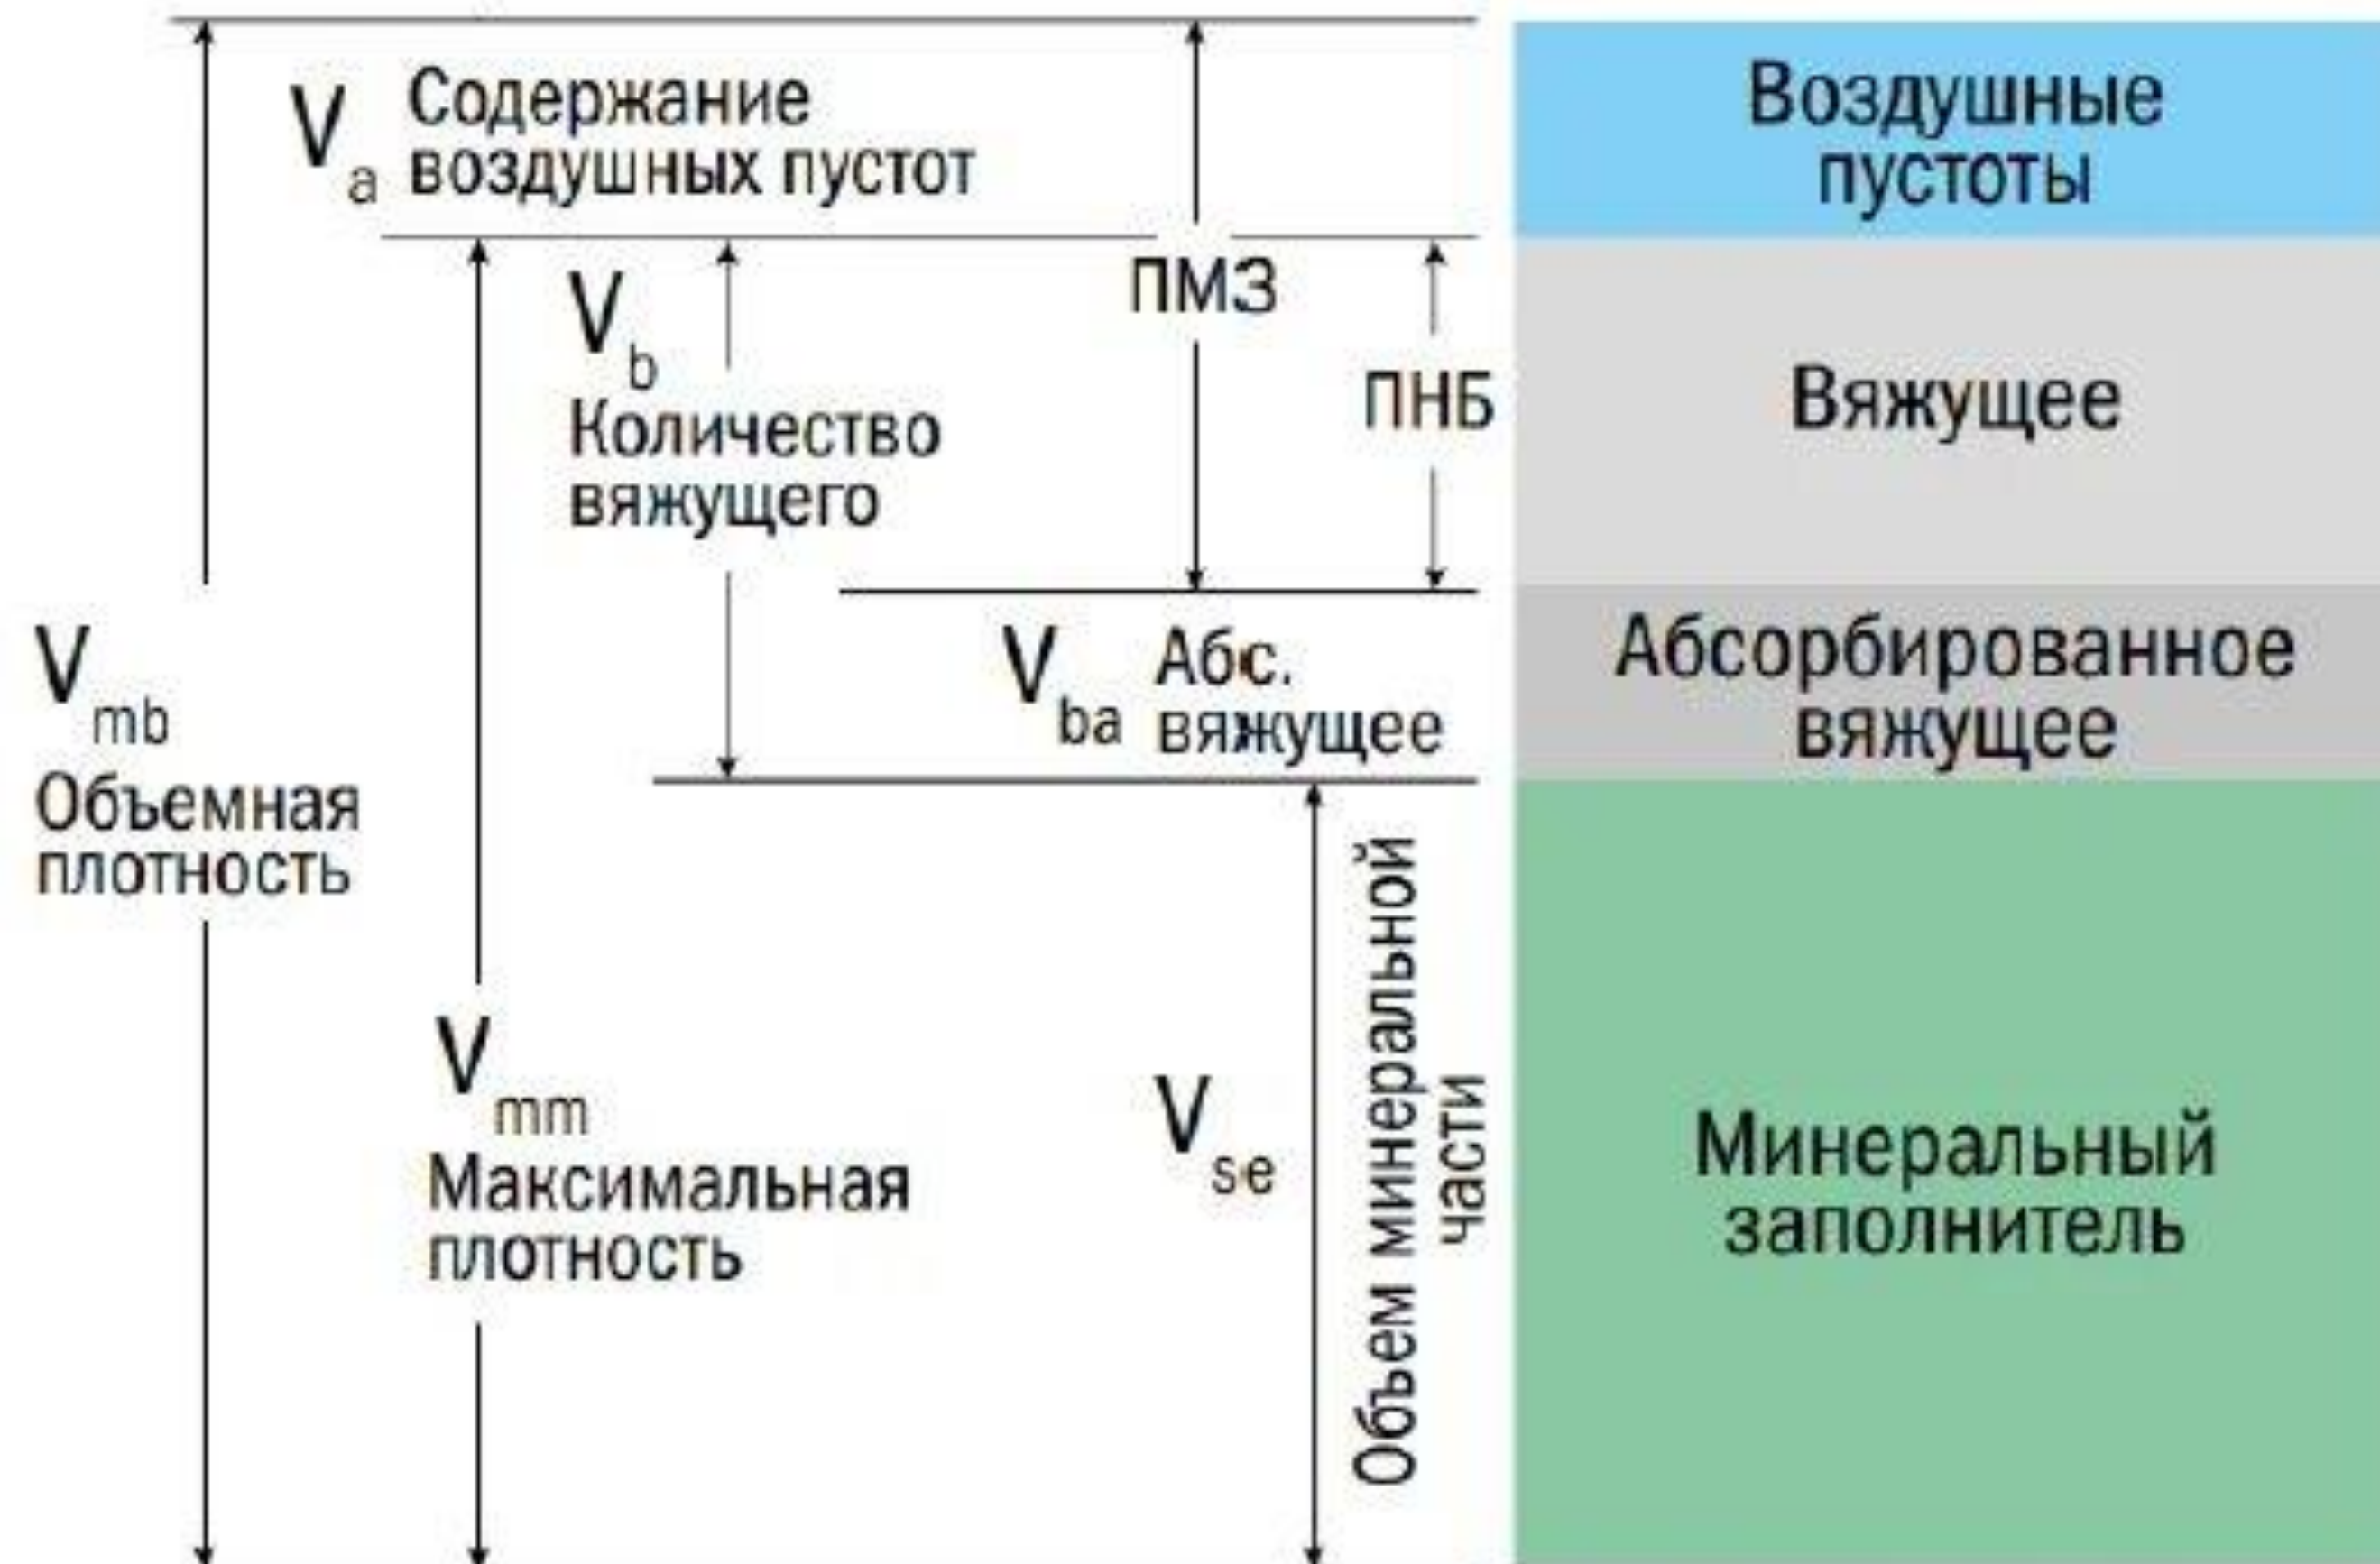 V a
Содержание
воздушных пустот
Воздушные
пустоты
V b
Количество
вяжущего
ПМЗ
ПНБ
Вяжущее
V mb
Объемная
плотность
V ba
Абс.
вяжущее
Абсорбированное
вяжущее
V mm
Максимальная
плотность
V se
Объем минеральной
части
Минеральный
заполнитель